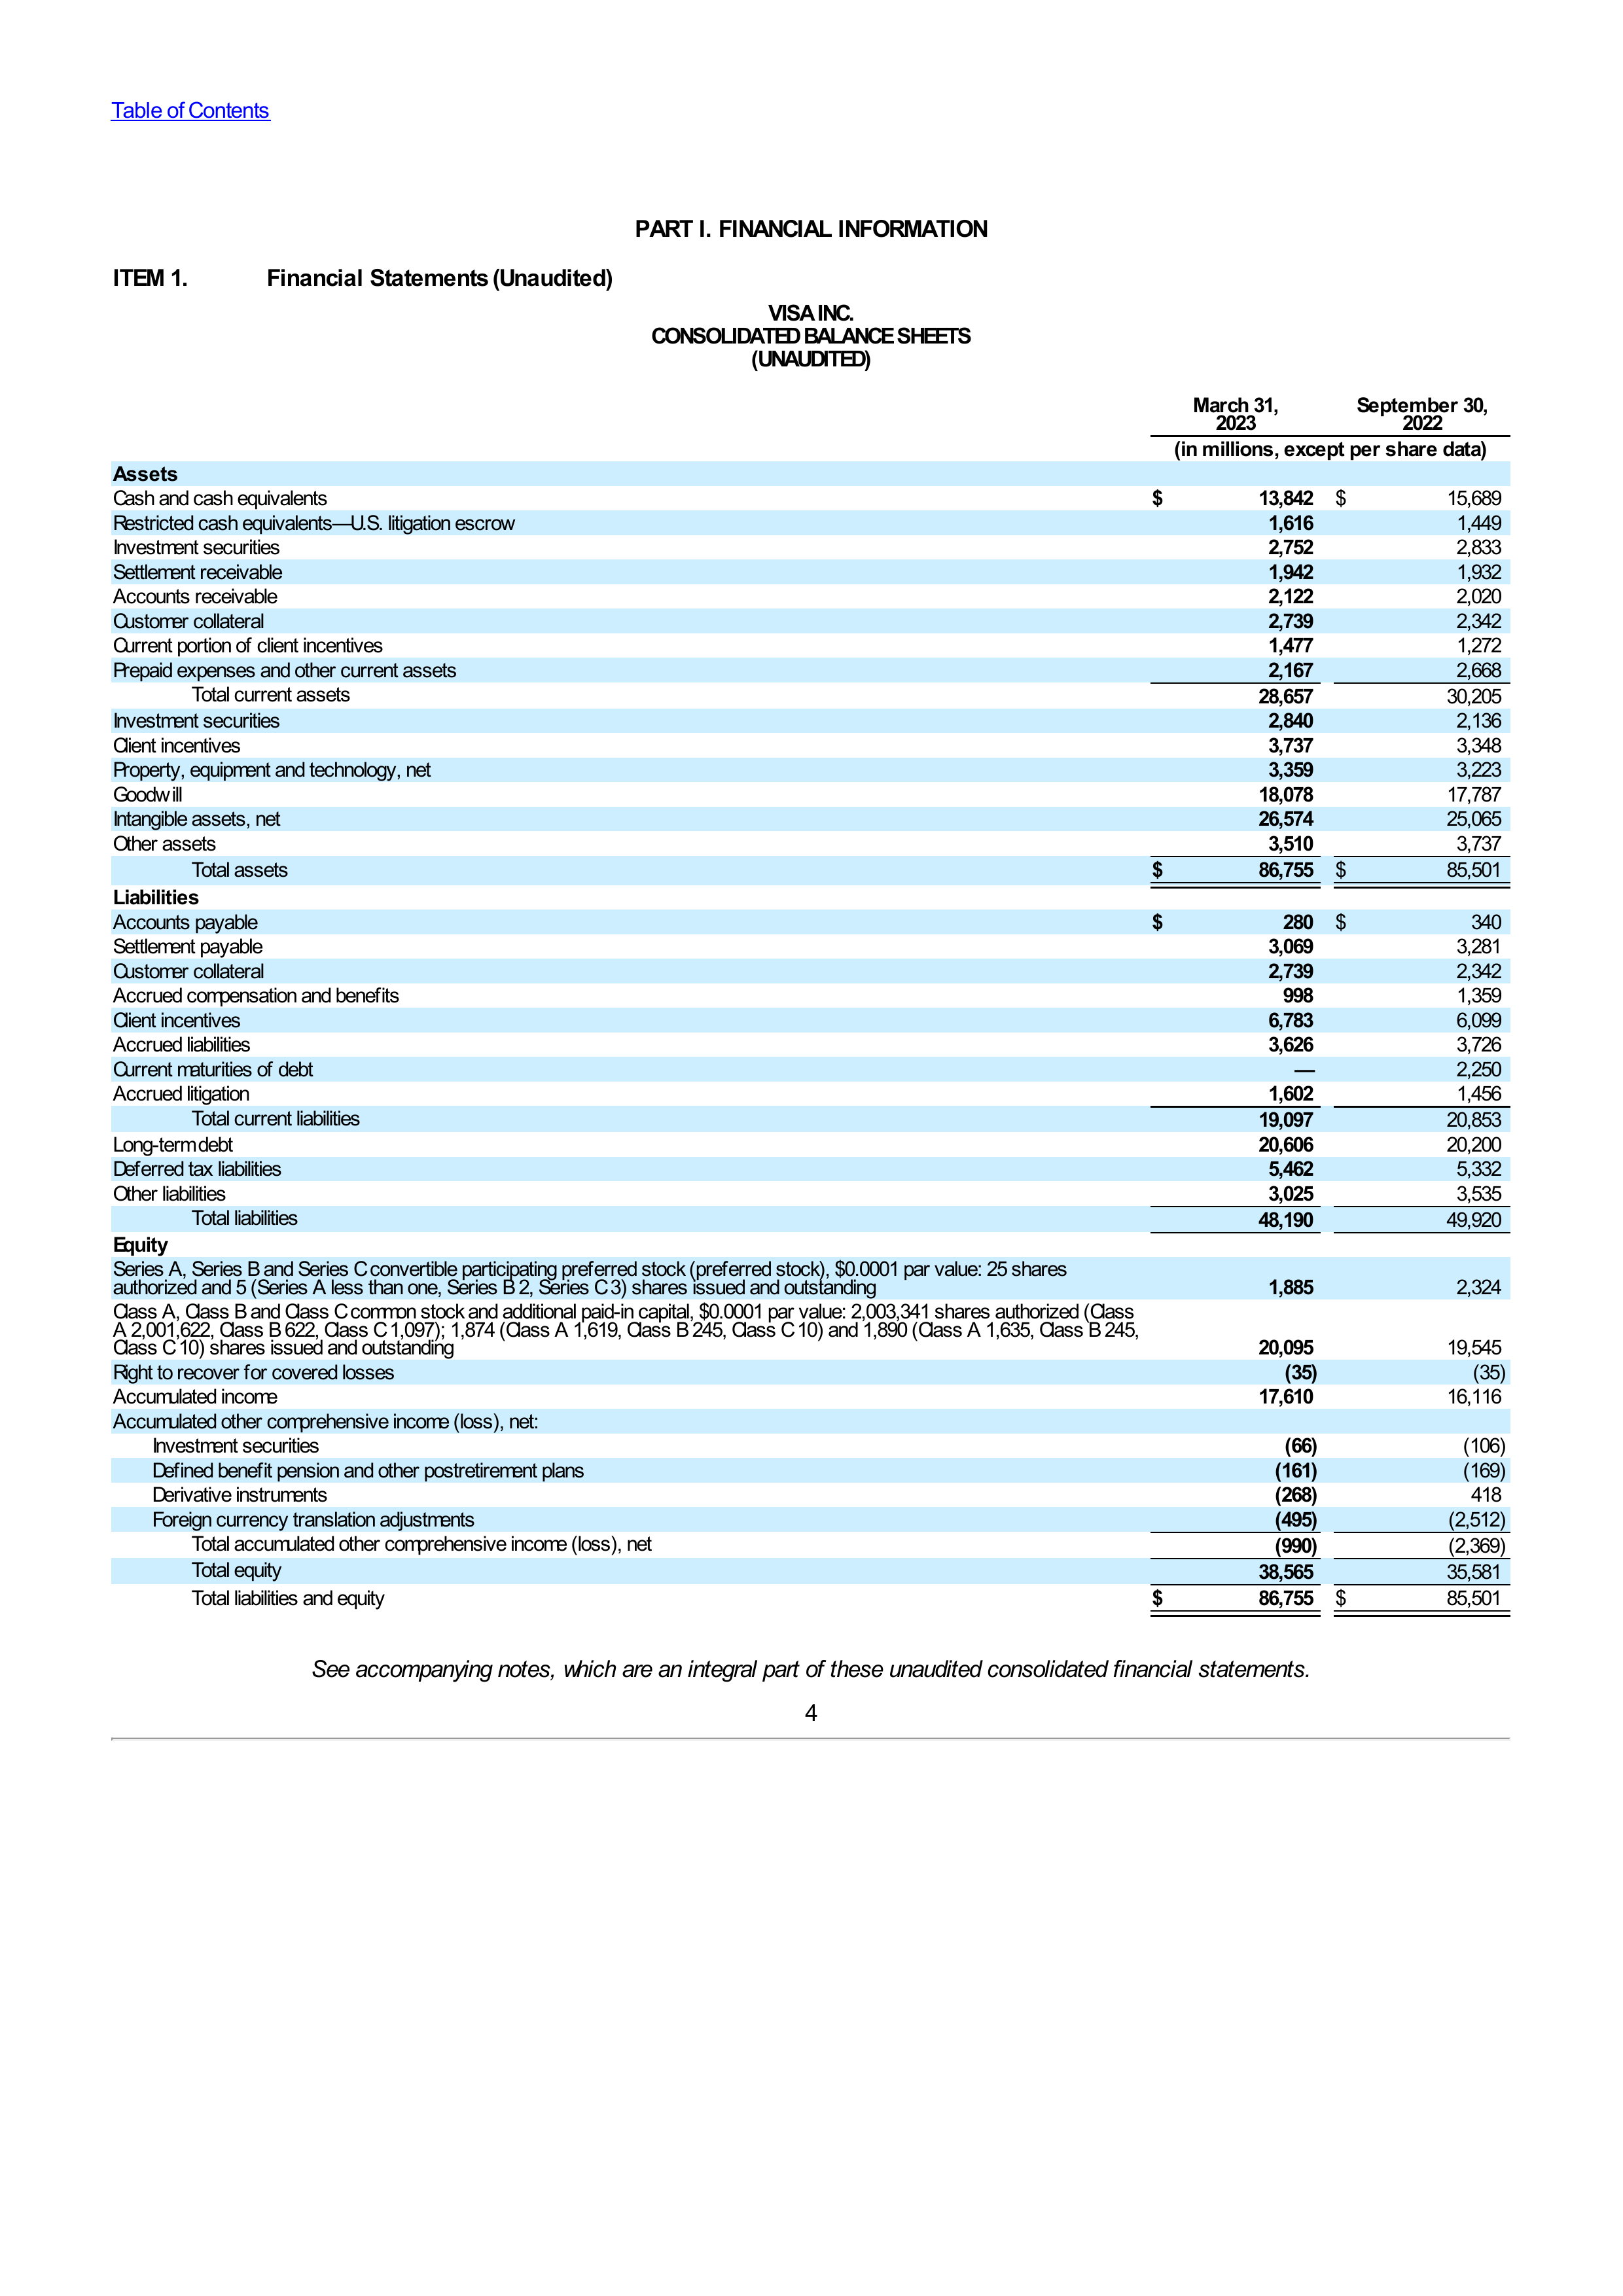 Table of Contents
PART I. FINANCIAL INFORMATION
ITEM 1. Financial Statements (Unaudited)
VISA INC.
CONSOLIDATED BALANCE SHEETS
(UNAUDITED)
March 31, September 30,
2023 2022
(in millions, except per share data)
Assets
Cash and cash equivalents $ 13,842 $ 15,689
Restricted cash equivalents—U.S. litigation escrow 1,616 1,449
Investment securities 2,752 2,833
Settlement receivable 1,942 1,932
Accounts receivable 2,122 2,020
Customer collateral 2,739 2,342
Current portion of client incentives 1,477 1,272
Prepaid expenses and other current assets 2,167 2,668
Total current assets 28,657 30,205
Investment securities 2,840 2,136
Client incentives 3,737 3,348
Property, equipment and technology, net 3,359 3,223
Goodwill 18,078 17,787
Intangible assets, net 26,574 25,065
Other assets 3,510 3,737
Total assets $ 86,755 $ 85,501
Liabilities
Accounts payable $ 280 $ 340
Settlement payable 3,069 3,281
Customer collateral 2,739 2,342
Accrued compensation and benefits 998 1,359
Client incentives 6,783 6,099
Accrued liabilities 3,626 3,726
Current maturities of debt — 2,250
Accrued litigation 1,602 1,456
Total current liabilities 19,097 20,853
Long-term debt 20,606 20,200
Deferred tax liabilities 5,462 5,332
Other liabilities 3,025 3,535
Total liabilities 48,190 49,920
Equity
Series A, Series B and Series C convertible participating preferred stock (preferred stock), $0.0001 par value: 25 shares
authorized and 5 (Series A less than one, Series B 2, Series C 3) shares issued and outstanding 1,885 2,324
Class A, Class B and Class C common stock and additional paid-in capital, $0.0001 par value: 2,003,341 shares authorized (Class
A 2,001,622, Class B 622, Class C 1,097); 1,874 (Class A 1,619, Class B 245, Class C 10) and 1,890 (Class A 1,635, Class B 245,
Class C 10) shares issued and outstanding 20,095 19,545
Right to recover for covered losses (35) (35)
Accumulated income 17,610 16,116
Accumulated other comprehensive income (loss), net:
Investment securities (66) (106)
Defined benefit pension and other postretirement plans (161) (169)
Derivative instruments (268) 418
Foreign currency translation adjustments (495) (2,512)
Total accumulated other comprehensive income (loss), net (990) (2,369)
Total equity 38,565 35,581
Total liabilities and equity $ 86,755 $ 85,501
See accompanying notes, which are an integral part of these unaudited consolidated financial statements.
4